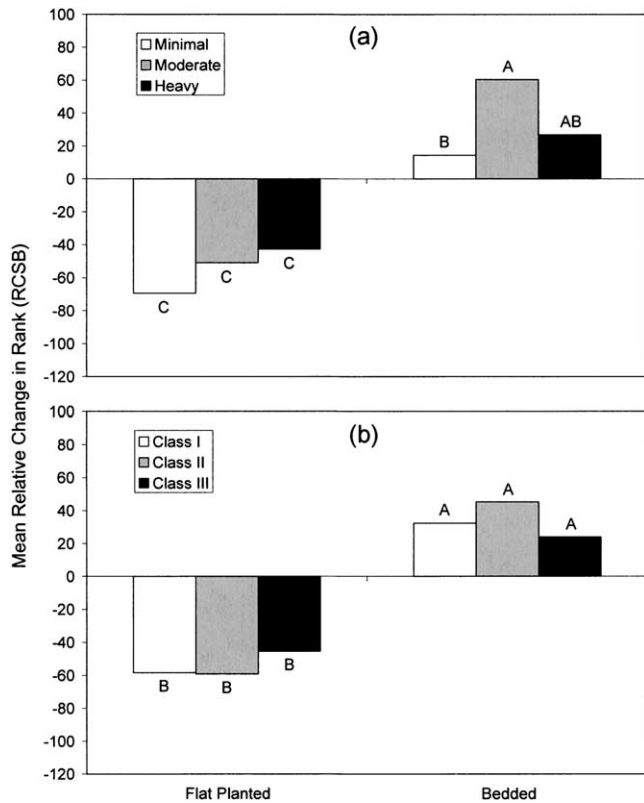 Mean Relative Change in Rank (RCSB)
(a)
Minimal
Moderate
Heavy
100
80
60
40
20
0
-20
-40
-60
-80
-100
-120
C
C
C
B
A
AB
(b)
Class I
Class II
Class III
100
80
60
40
20
0
-20
-40
-60
-80
-100
-120
B
B
B
A
A
A
Flat Planted
Bedded